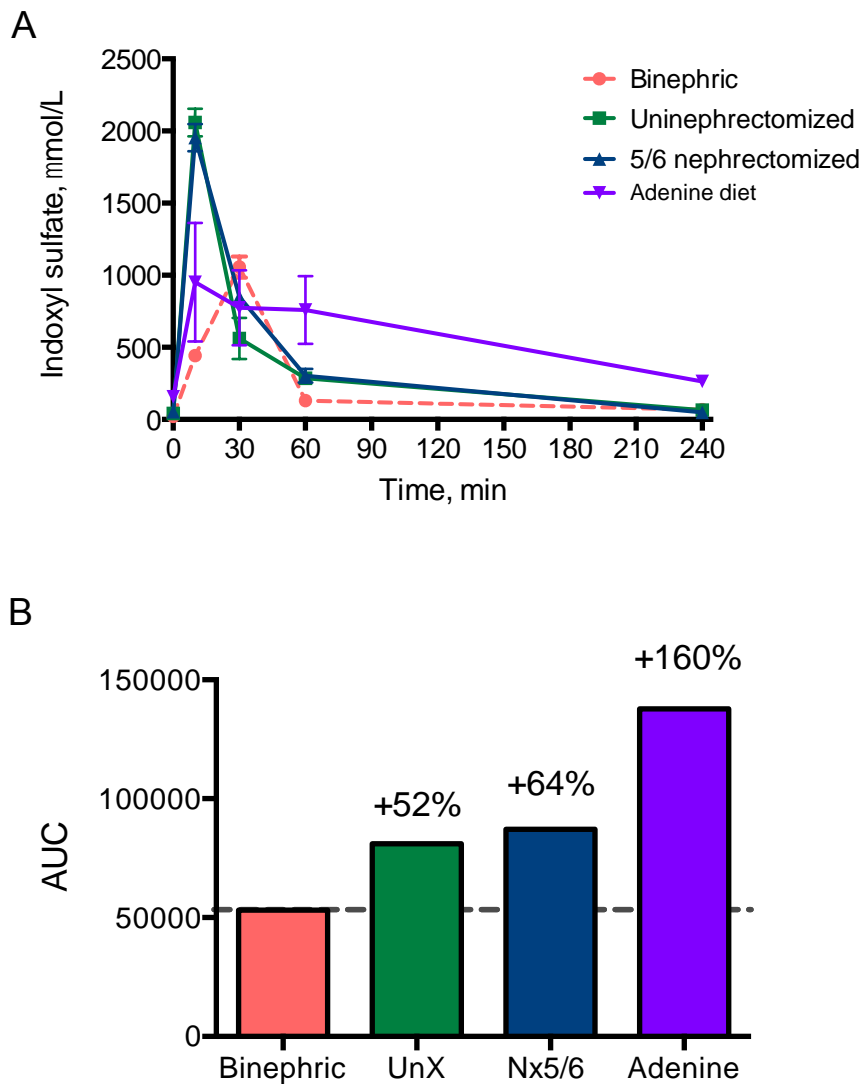 A
Indoxyl sulfate, mmol/L
2500
2000
1500
1000
500
0
0 30 60 90 120 150 180 210 240
Time, min
Binephric
Uninephrectomized
5/6 nephrectomized
Adenine diet
B
AUC
150000
100000
50000
0
+52%
+64%
+160%
Binephric UnX Nx5/6 Adenine